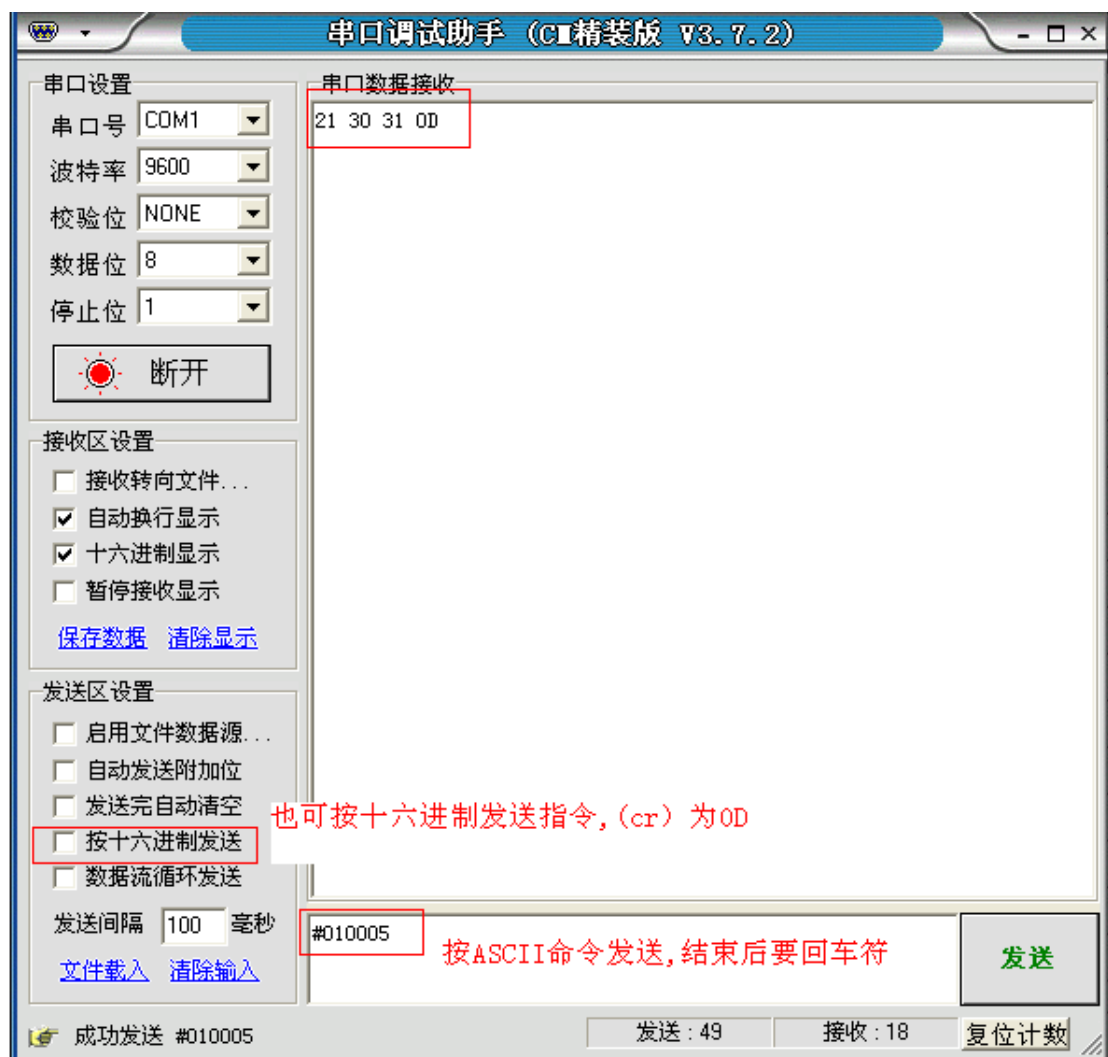 串口调试助手 (CM精装版 V3.7.2)
串口设置
串口号 COM1
波特率 9600
校验位 NONE
数据位 8
停止位 1
断开
接收区设置
接收转向文件...
自动换行显示
十六进制显示
暂停接收显示
保存数据 清除显示
发送区设置
启用文件数据源...
自动发送附加位
发送完自动清空
按十六进制发送
数据流循环发送
发送间隔 100 毫秒
文件载入 清除输入
串口数据接收
21 30 31 0D
也可按十六进制发送指令,(cr)为0D
#010005
按ASCII命令发送,结束后要回车符
发送
成功发送 #010005
发送:49
接收:18
复位计数